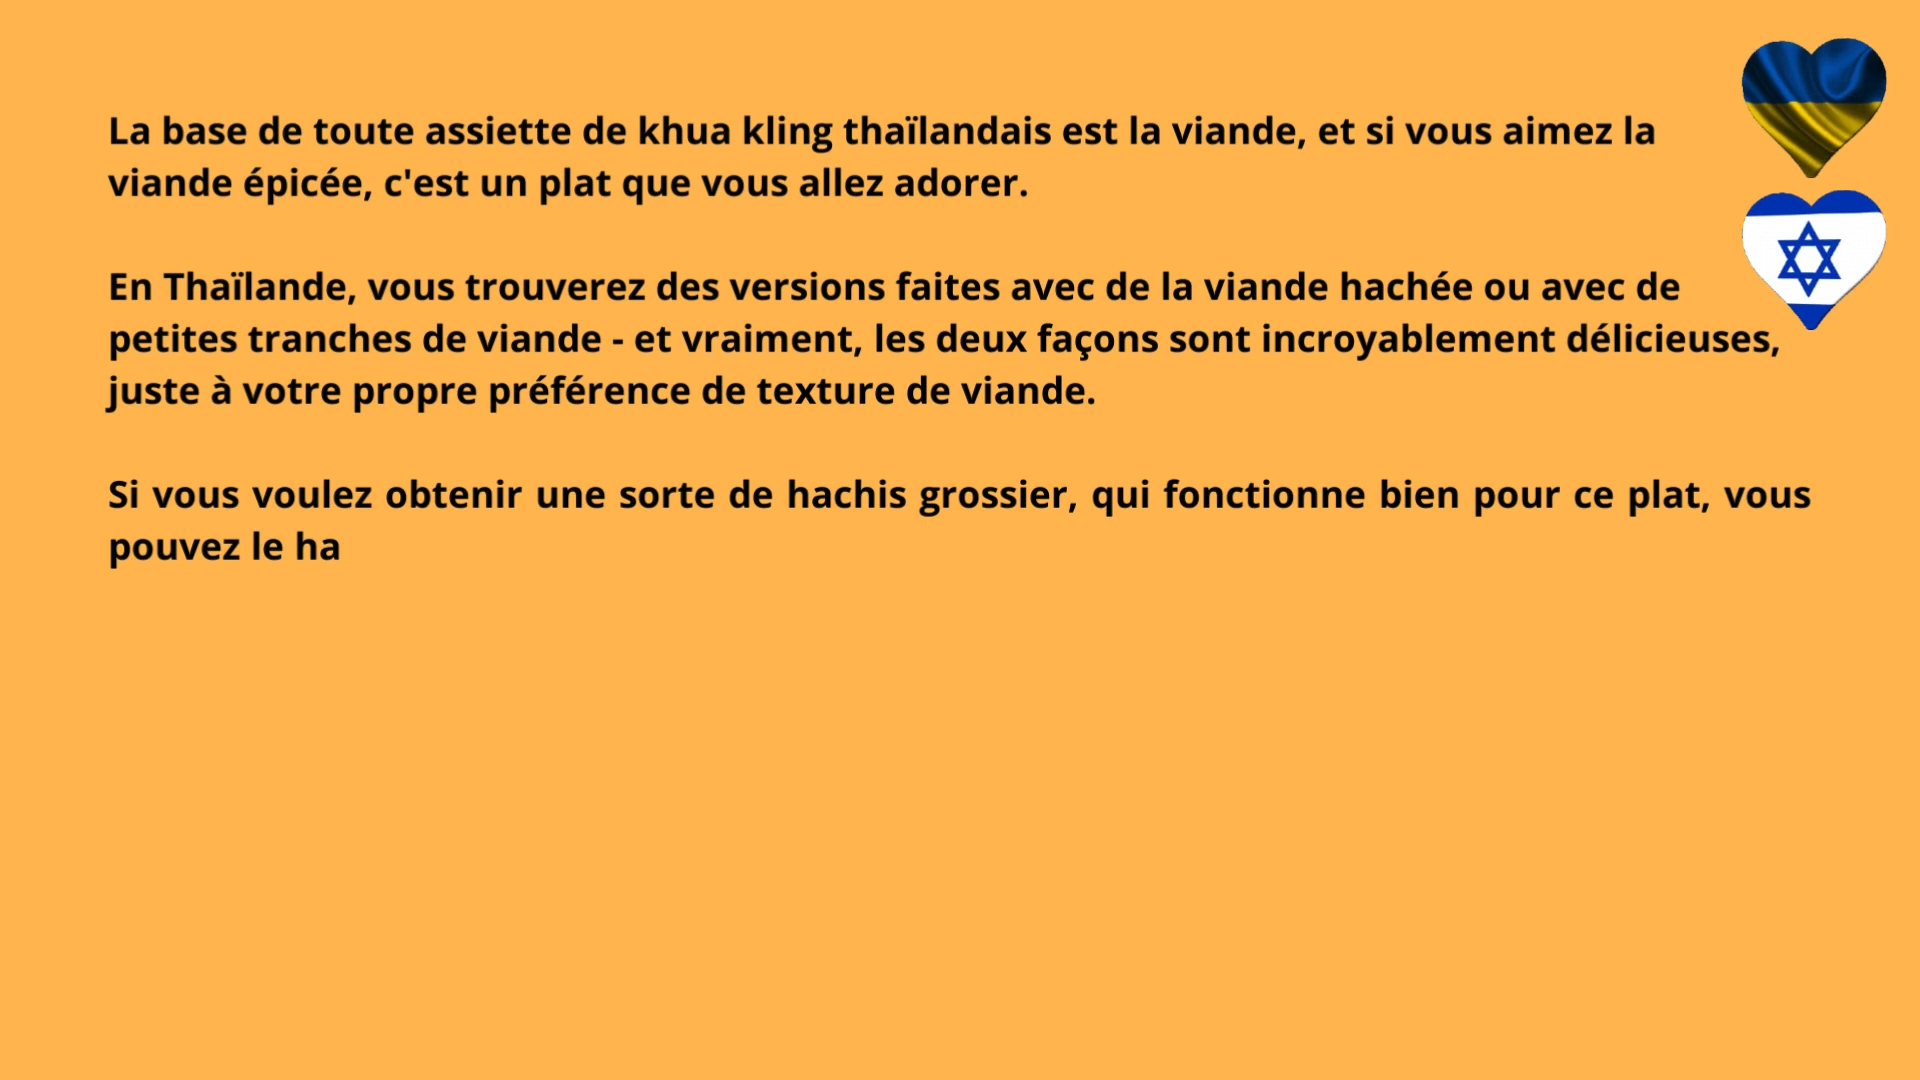 La base de toute assiette de khua kling thaïlandais est la viande, et si vous aimez la
viande épicée, c'est un plat que vous allez adorer.
En Thaïlande, vous trouverez des versions faites avec de la viande hachée ou avec de
petites tranches de viande - et vraiment, les deux façons sont incroyablement délicieuses,
juste à votre propre préférence de texture de viande.
Si vous voulez obtenir une sorte de hachis grossier, qui fonctionne bien pour ce plat, vous
pouvez le ha